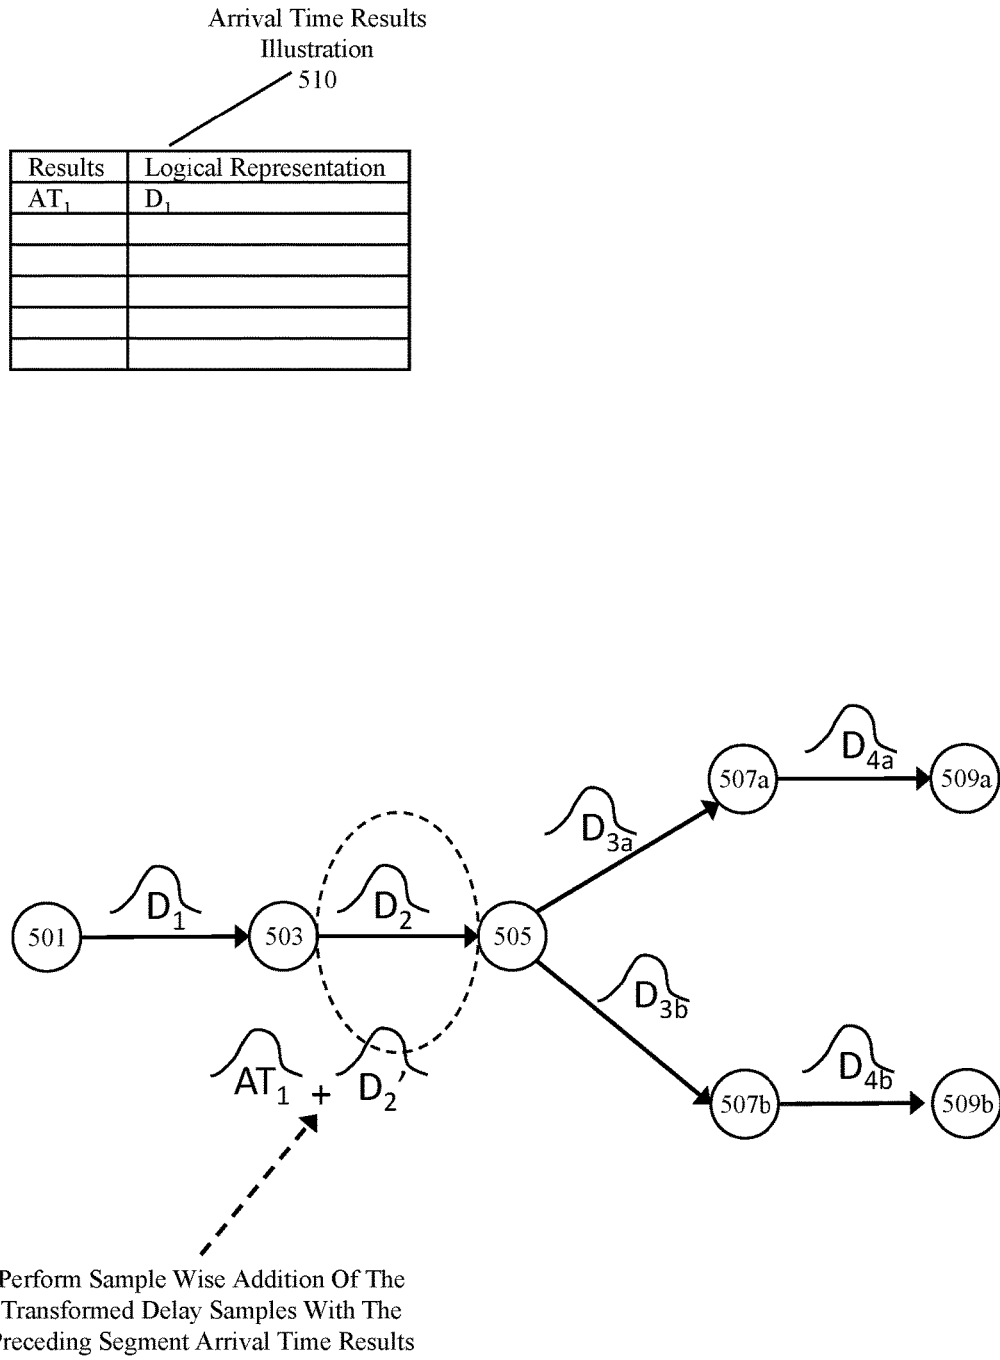 Arrival Time Results
Illustration
510
Results Logical Representation
AT1 D1
D4a
507a 509a
D3a
D1 D2
501 503 505
D3b
AT1 + D2'
D4b
507b 509b
Perform Sample Wise Addition Of The
Transformed Delay Samples With The
Preceding Segment Arrival Time Results